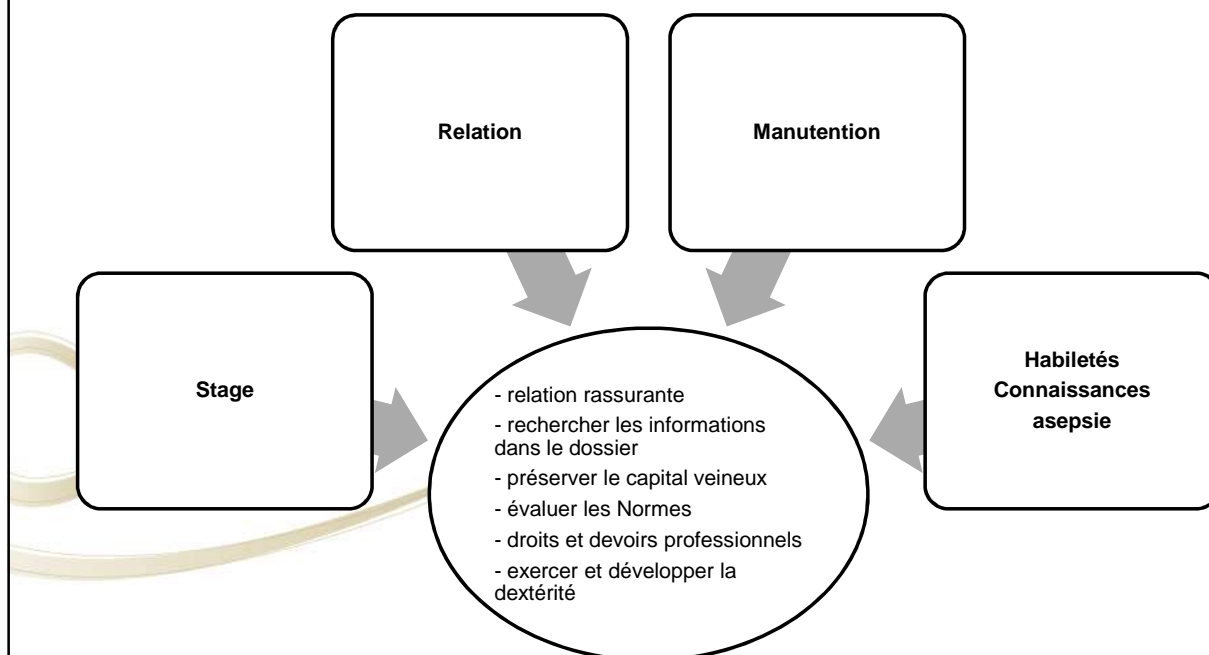 Relation
Manutention
Stage
Habiletés
Connaissances
asepsie
- relation rassurante
- rechercher les informations
dans le dossier
- préserver le capital veineux
- évaluer les Normes
- droits et devoirs professionnels
- exercer et développer la
dextérité